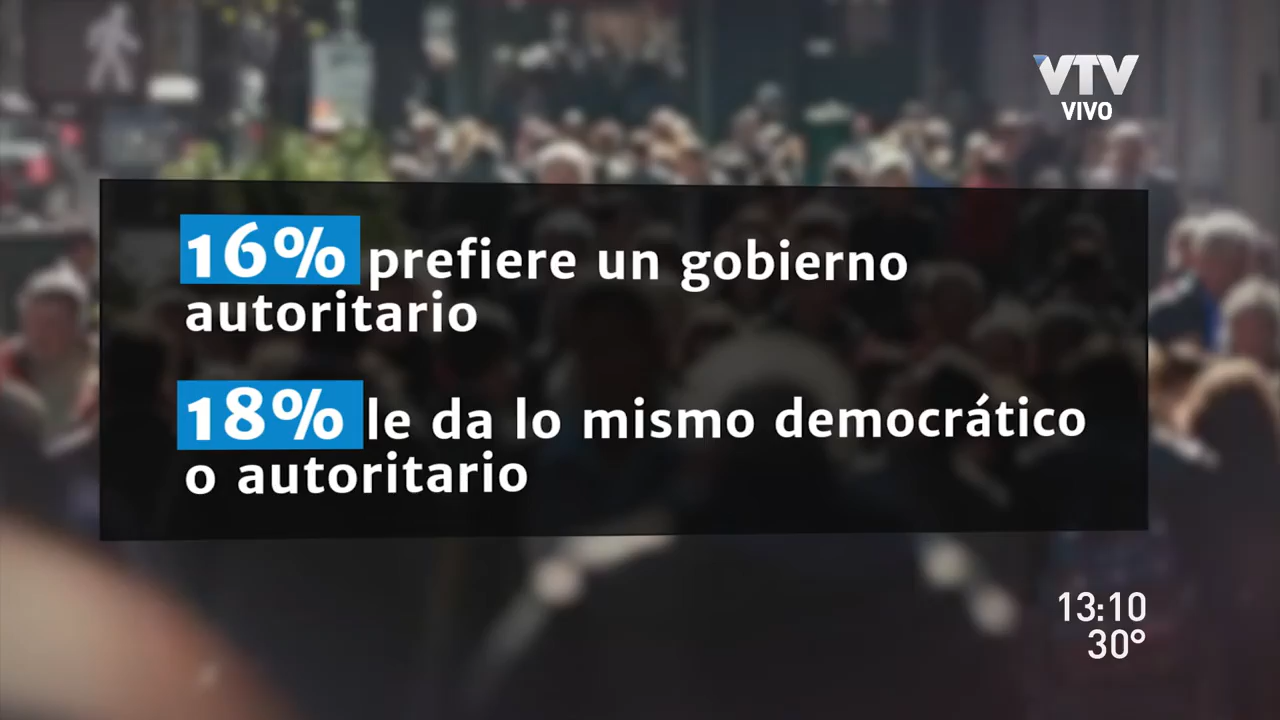 VTV
VIVO
16% prefiere un gobierno
autoritario
18% le da lo mismo democrático
o autoritario
13:10
30°